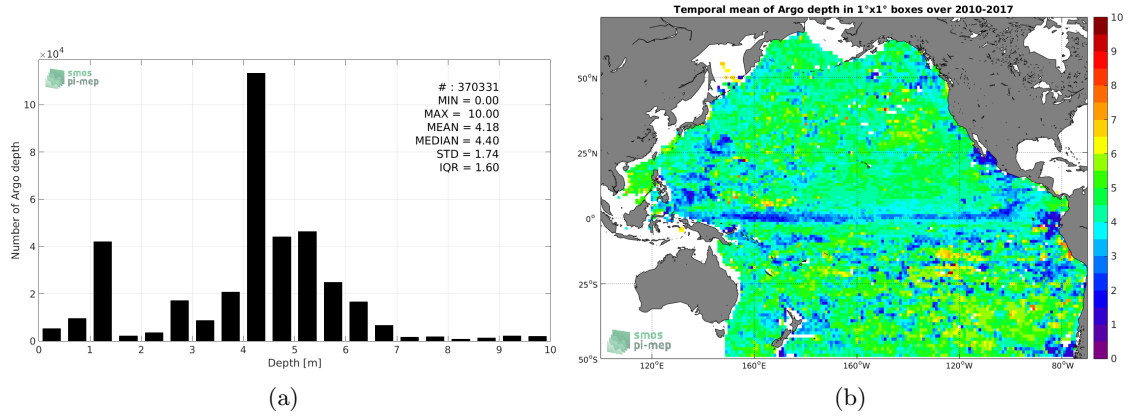 ×10⁴
smos
pi-mep
# : 370331
MIN = 0.00
MAX = 10.00
MEAN = 4.18
MEDIAN = 4.40
STD = 1.74
IQR = 1.60
Number of Argo depth
10
8
6
4
2
0
0 1 2 3 4 5 6 7 8 9 10
Depth [m]
(a)
Temporal mean of Argo depth in 1°x1° boxes over 2010-2017
50°N
25°N
0°
25°S
50°S
120°E 160°E 160°W 120°W 80°W
smos
pi-mep
10
9
8
7
6
5
4
3
2
1
0
(b)